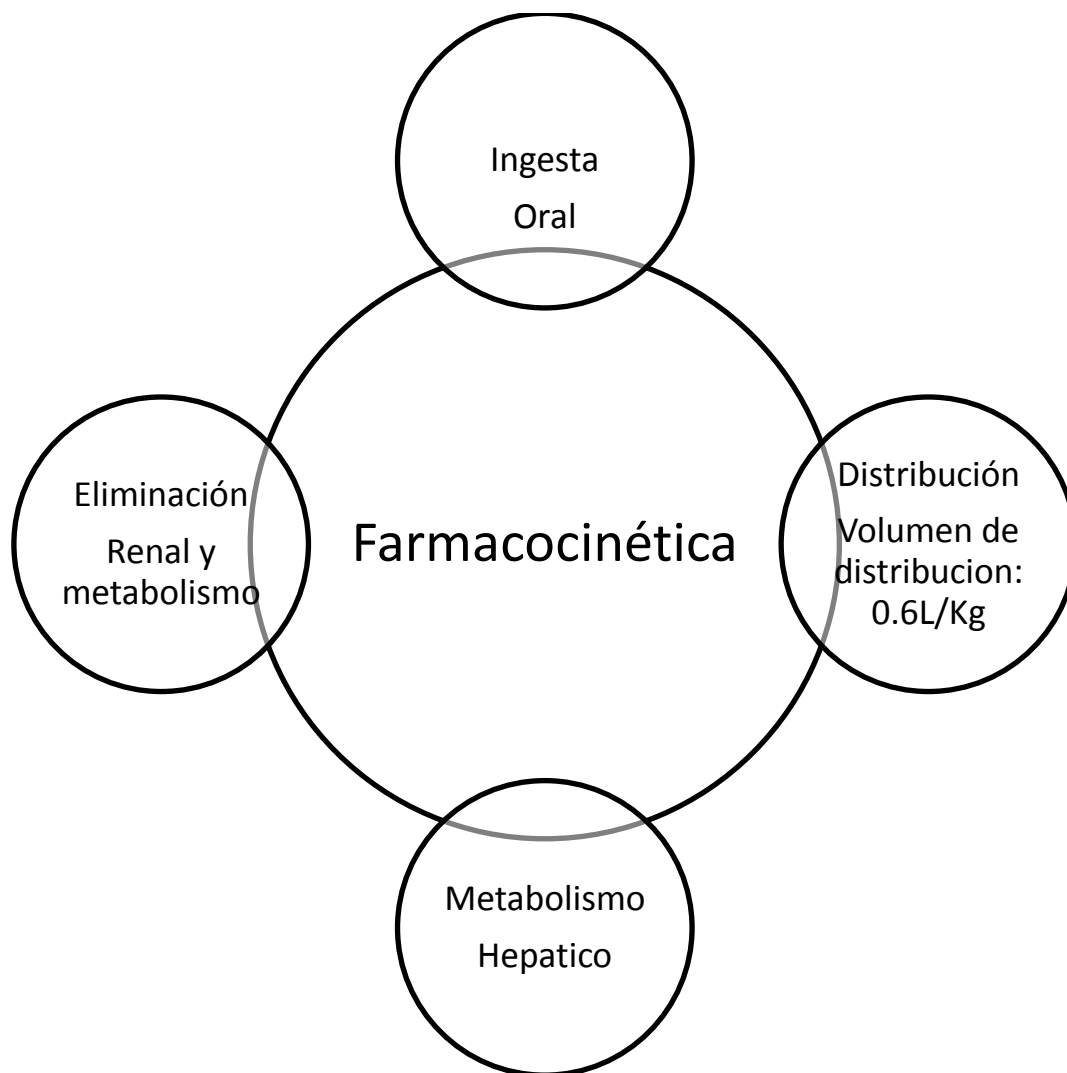 Ingesta
Oral
Eliminación
Renal y
metabolismo
Farmacocinética
Distribución
Volumen de
distribucion:
0.6L/Kg
Metabolismo
Hepatico